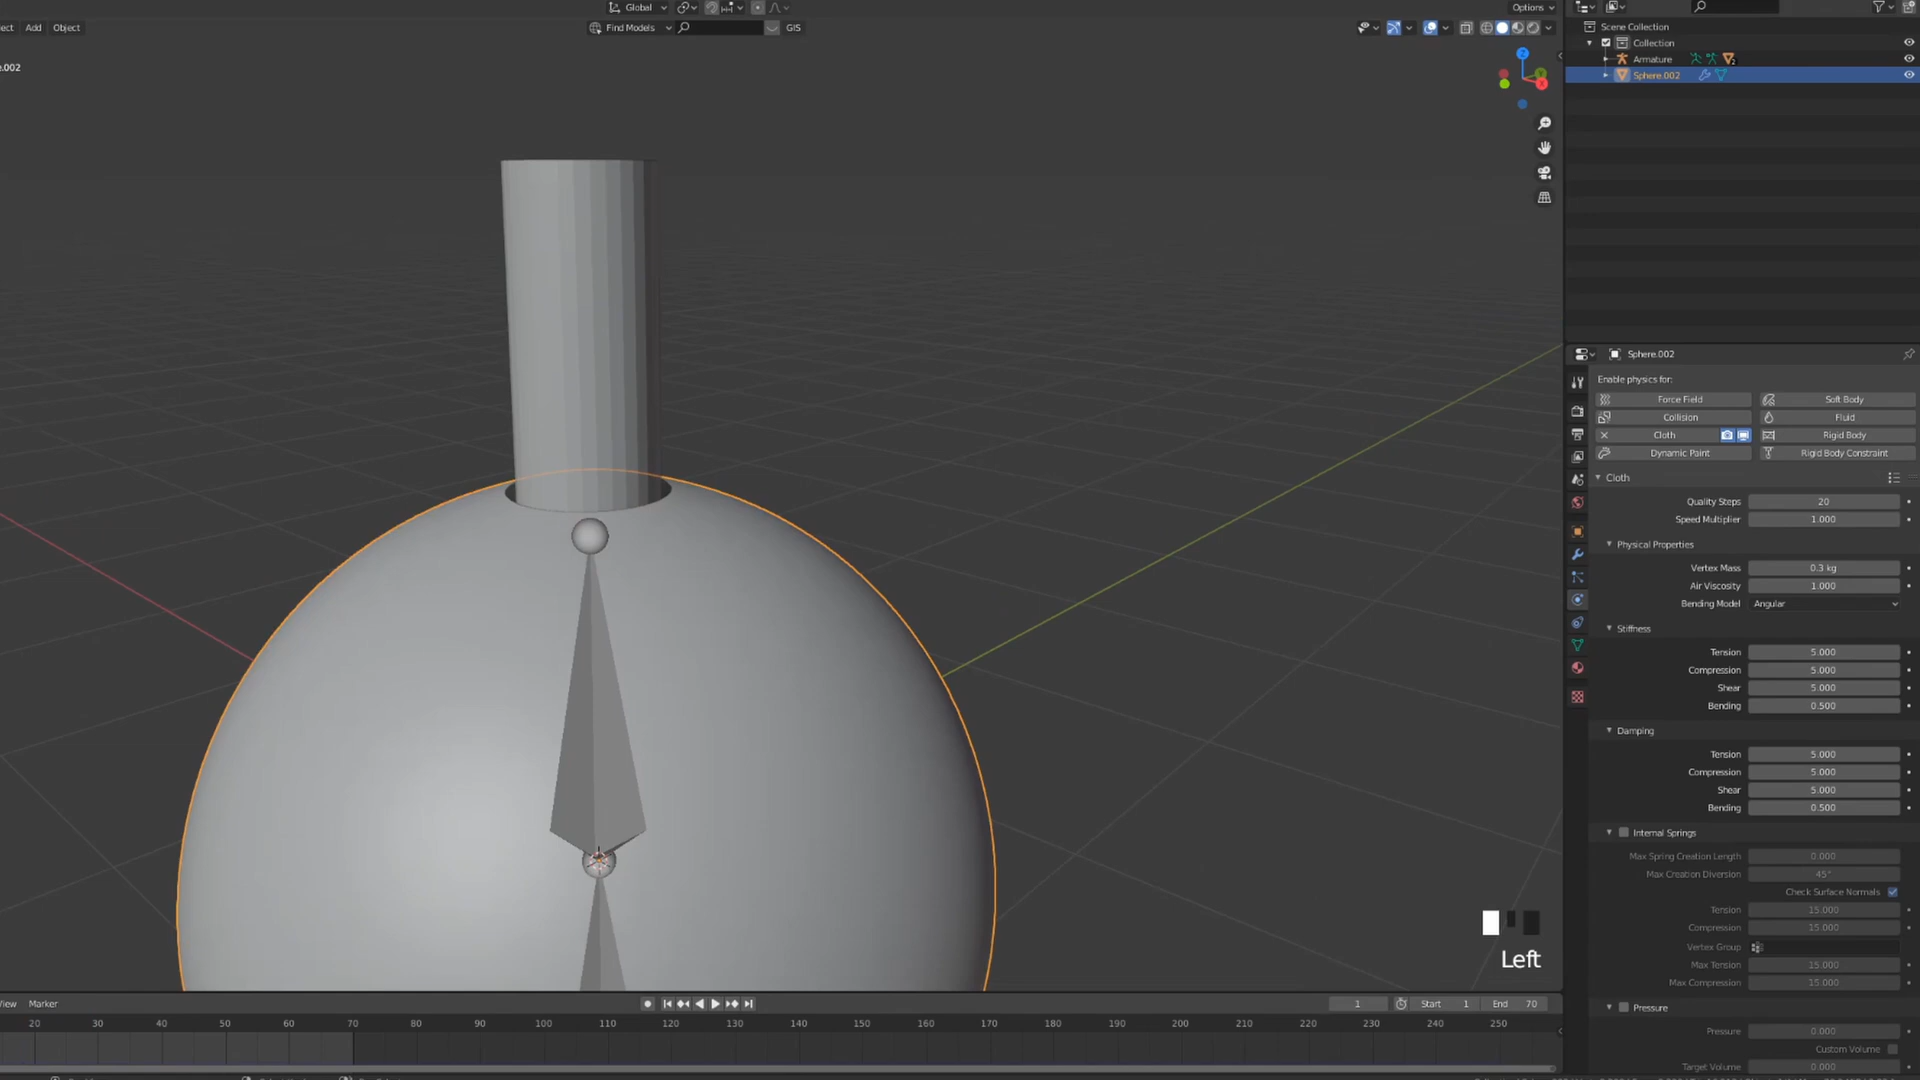 Global
Options
ect Add Object
Find Models
GIS
e.002
Scene Collection
Collection
Armature
2
Sphere.002
Z
X
Sphere.002
Enable physics for:
Force Field Soft Body
Collision Fluid
Cloth Rigid Body
Dynamic Paint Rigid Body Constraint
Cloth
Quality Steps 20
Speed Multiplier 1.000
Physical Properties
Vertex Mass 0.3 kg
Air Viscosity 1.000
Bending Model Angular
Stiffness
Tension 5.000
Compression 5.000
Shear 5.000
Bending 0.500
Damping
Tension 5.000
Compression 5.000
Shear 5.000
Bending 0.500
Internal Springs
Max Spring Creation Length 0.000
Max Creation Diversion 45°
Check Surface Normals
Tension 15.000
Compression 15.000
Vertex Group
Max Tension 15.000
Max Compression 15.000
Pressure
Pressure 0.000
Custom Volume
Target Volume 0.000
Left
View Marker
1 Start 1 End 70
20 30 40 50 60 70 80 90 100 110 120 130 140 150 160 170 180 190 200 210 220 230 240 250